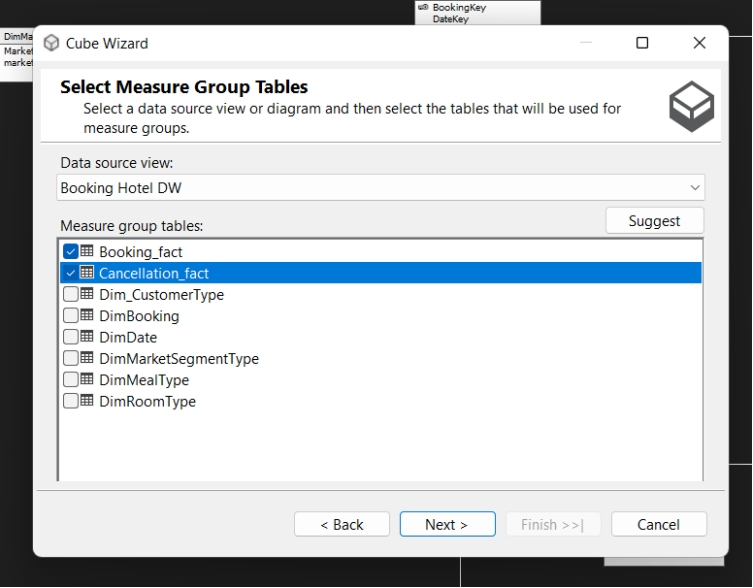 BookingKey
DateKey
DimMa
Market
market
Cube Wizard
Select Measure Group Tables
Select a data source view or diagram and then select the tables that will be used for
measure groups.
Data source view:
Booking Hotel DW
Measure group tables:
Suggest
Booking_fact
Cancellation_fact
Dim_CustomerType
DimBooking
DimDate
DimMarketSegmentType
DimMealType
DimRoomType
< Back
Next >
Finish >>|
Cancel